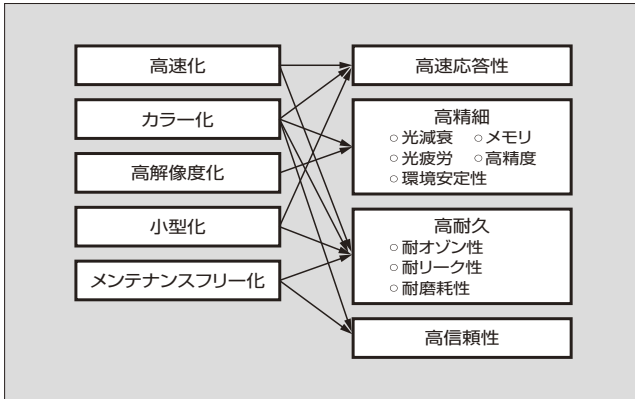 高速化
カラー化
高解像度化
小型化
メンテナンスフリー化
高速応答性
高精細
○光減衰 ○メモリ
○光疲労 ○高精度
○環境安定性
高耐久
○耐オゾン性
○耐リーク性
○耐磨耗性
高信頼性